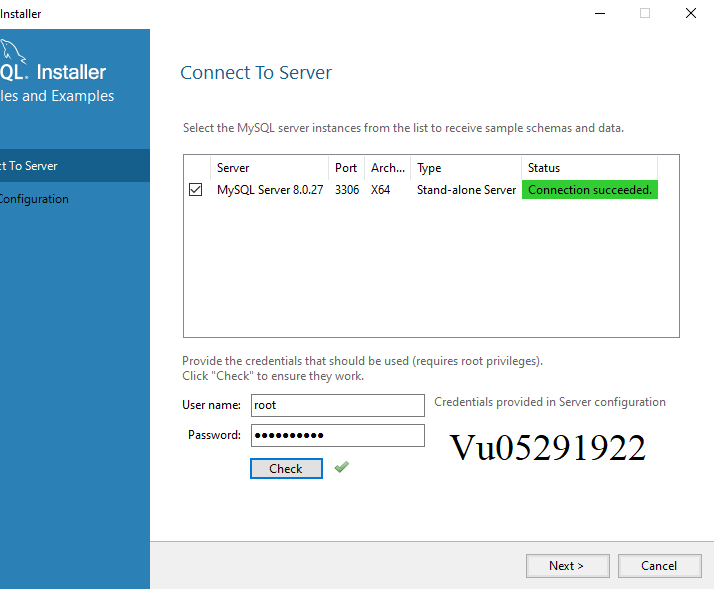 Installer
QL. Installer
les and Examples
ct To Server
Configuration
Connect To Server
Select the MySQL server instances from the list to receive sample schemas and data.
Server Port Arch... Type Status
MySQL Server 8.0.27 3306 X64 Stand-alone Server Connection succeeded.
Provide the credentials that should be used (requires root privileges).
Click "Check" to ensure they work.
User name: root Credentials provided in Server configuration
Password: ●●●●●●●●●● Vu05291922
Check
Next > Cancel